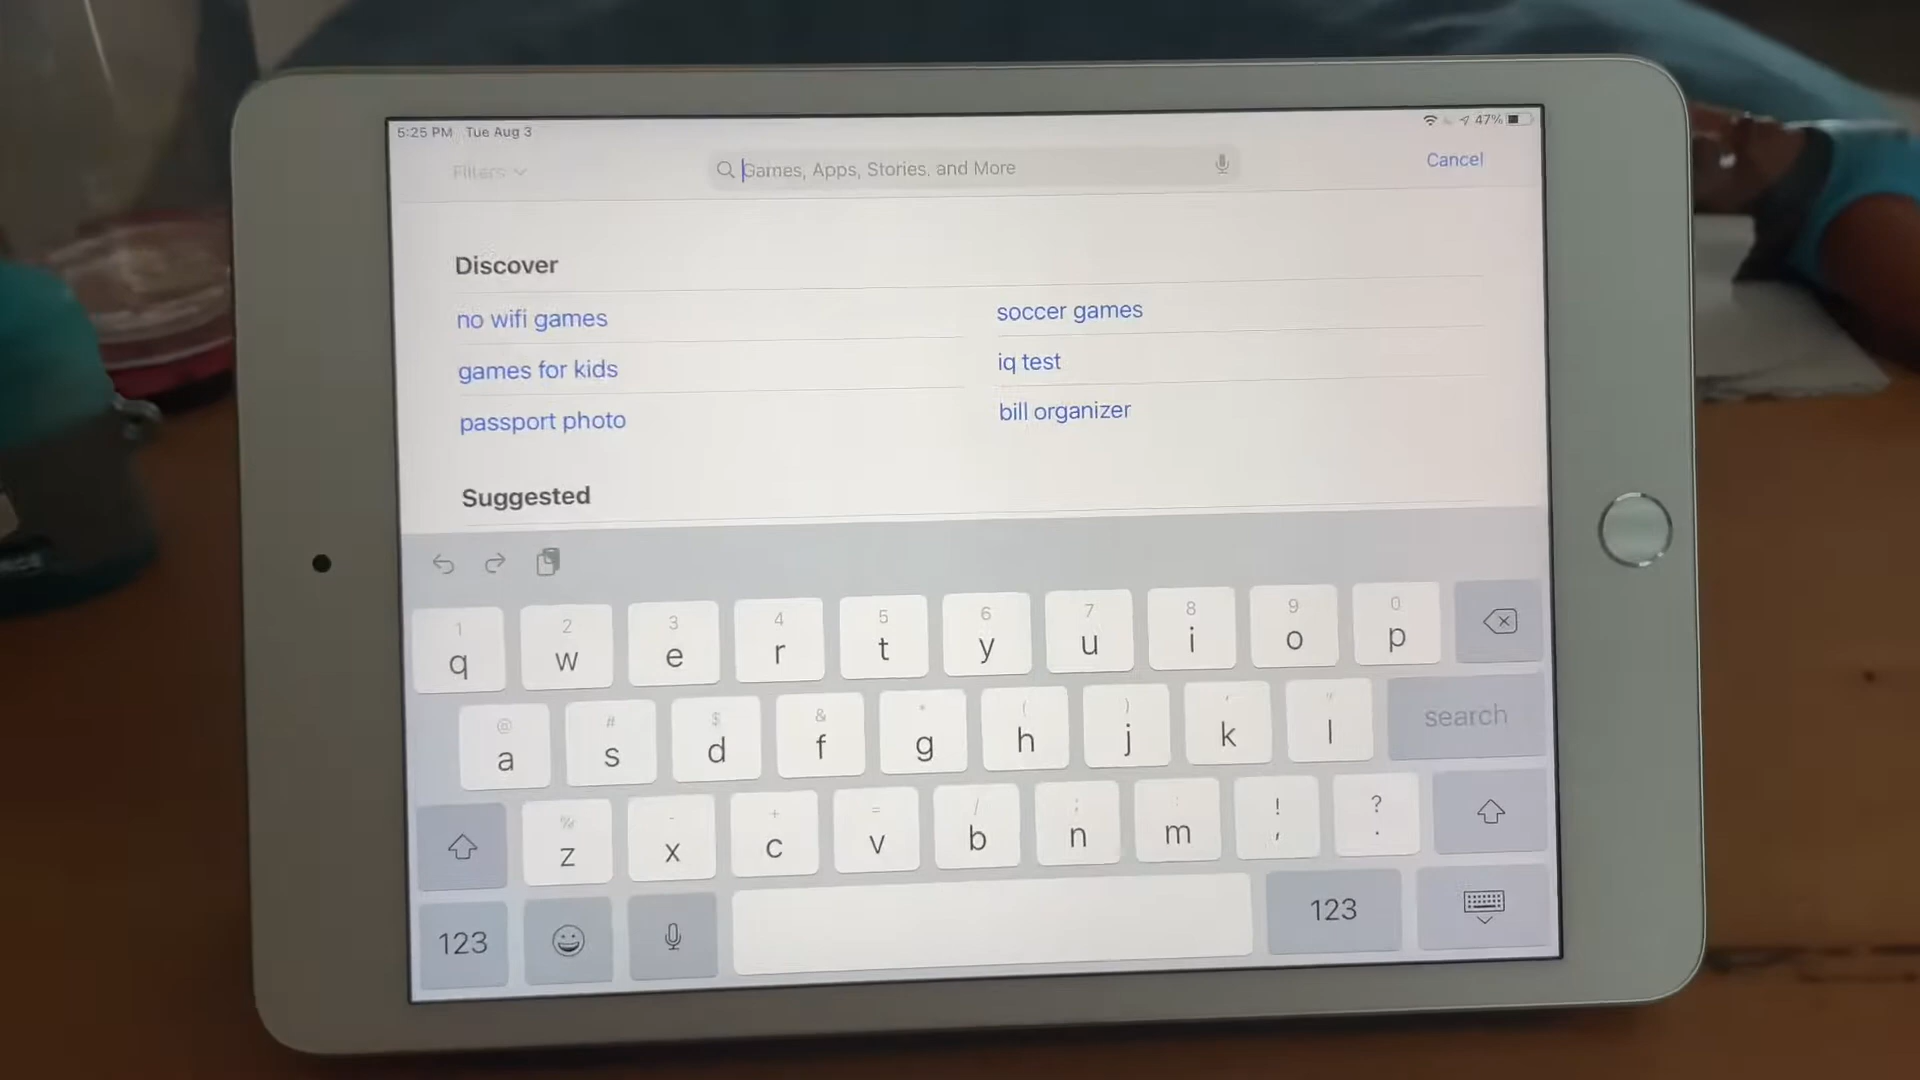 5:25 PM Tue Aug 3
47%
Filters
Games, Apps, Stories, and More
Cancel
Discover
no wifi games
soccer games
games for kids
iq test
passport photo
bill organizer
Suggested
1 2 3 4 5 6 7 8 9 0
q w e r t y u i o p
@ # $ & * ( ) ' "
a s d f g h j k l search
% - + = / ; : ! ?
z x c v b n m , .
123 123